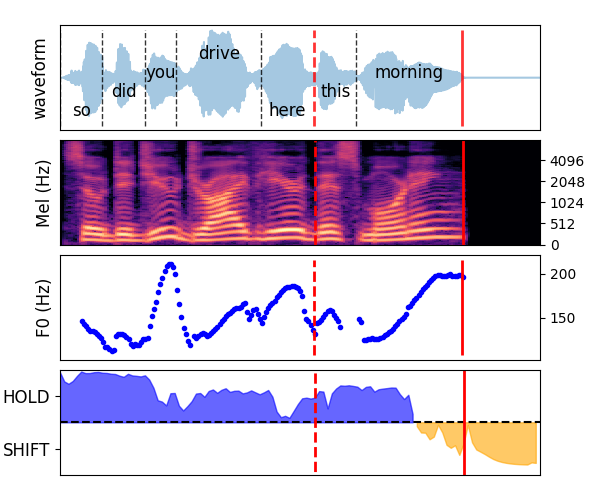 waveform
so did you drive here this morning
Mel (Hz)
4096
2048
1024
512
0
F0 (Hz)
200
150
HOLD
SHIFT